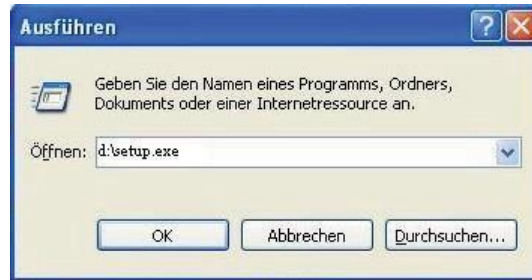 Ausführen
Geben Sie den Namen eines Programms, Ordners,
Dokuments oder einer Internetressource an.
Öffnen: d:\setup.exe
OK Abbrechen Durchsuchen...